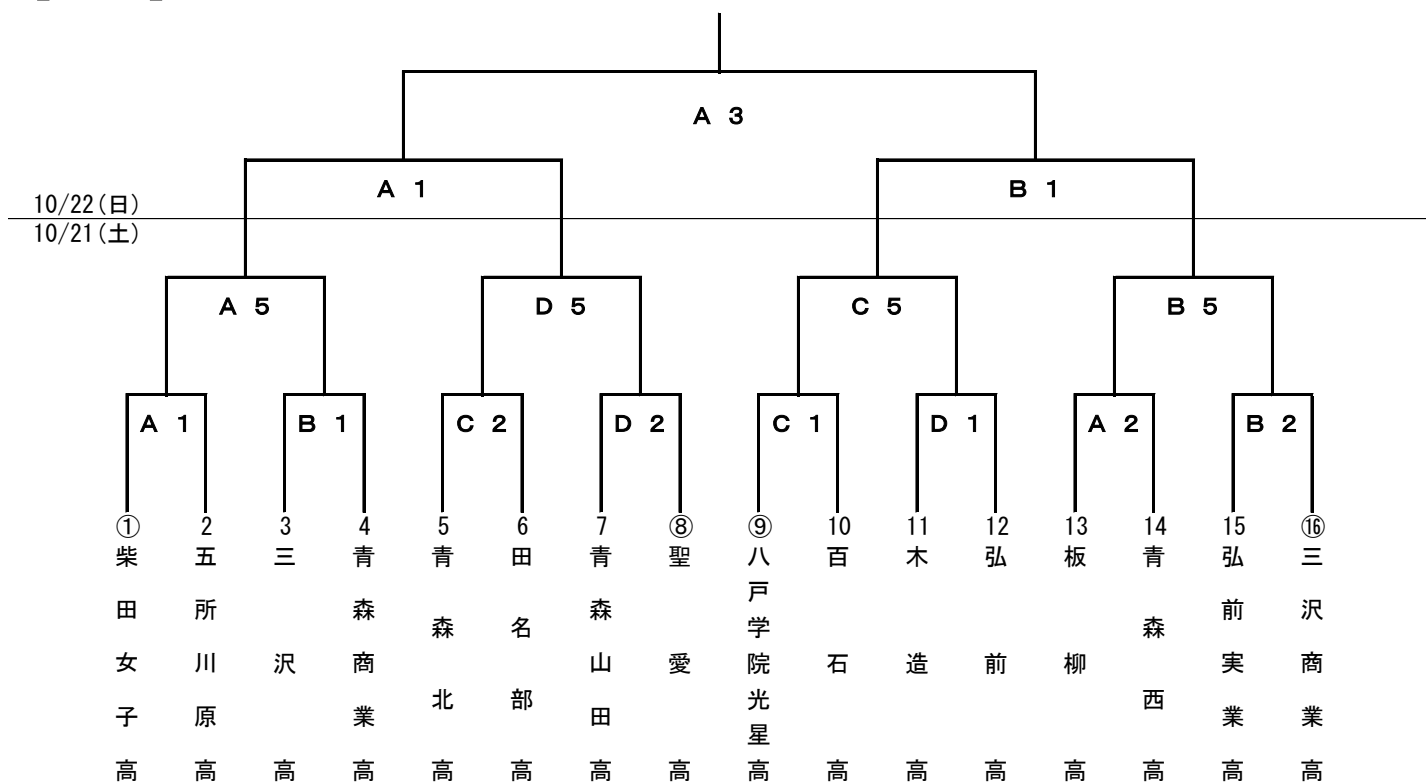 A 3
A 1
B 1
10/22(日)
10/21(土)
A 5
D 5
C 5
B 5
A 1
B 1
C 2
D 2
C 1
D 1
A 2
B 2
① 2 3 4 5 6 7 ⑧ ⑨ 10 11 12 13 14 15 ⑯
柴田女子高
五所川原高
三沢高
青森商業高
青森北高
田名部高
青森山田高
聖愛高
八戸学院光星高
百石高
木造高
弘前高
板柳高
青森西高
弘前実業高
三沢商業高